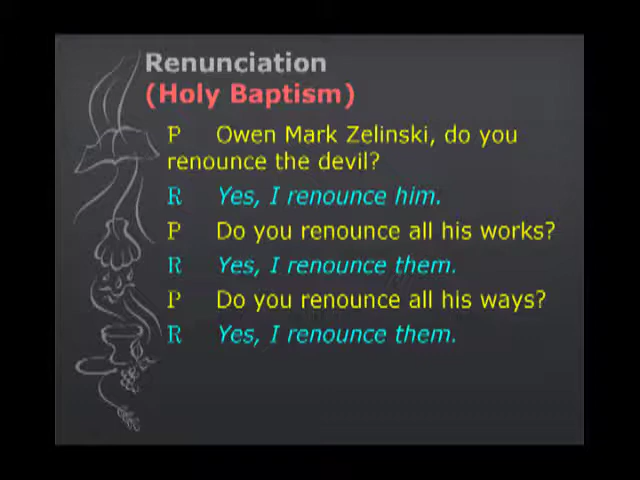 Renunciation
(Holy Baptism)
P Owen Mark Zelinski, do you
renounce the devil?
R Yes, I renounce him.
P Do you renounce all his works?
R Yes, I renounce them.
P Do you renounce all his ways?
R Yes, I renounce them.